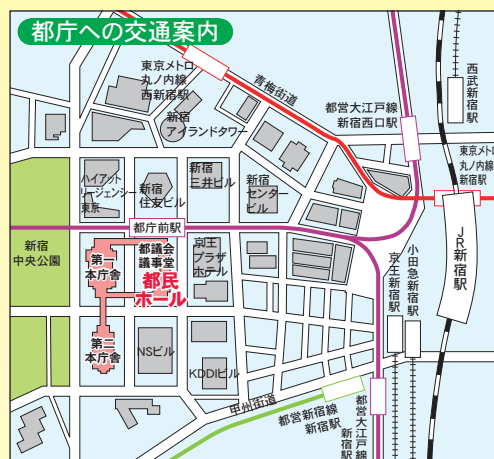 都庁への交通案内
東京メトロ
丸ノ内線
西新宿駅
青梅街道
西武新宿駅
都営大江戸線
新宿西口駅
新宿
アイランドタワー
東京メトロ
丸ノ内線
新宿駅
ハイアット
リージェンシー
東京
新宿
住友ビル
新宿
三井ビル
新宿
センター
ビル
都庁前駅
新宿
中央公園
第一
本庁舎
都議会
議事堂
都民
ホール
京王
プラザ
ホテル
京王新宿駅
小田急新宿駅
JR新宿駅
第二
本庁舎
NSビル
KDDIビル
甲州街道
都営新宿線
新宿駅
都営大江戸線
新宿駅